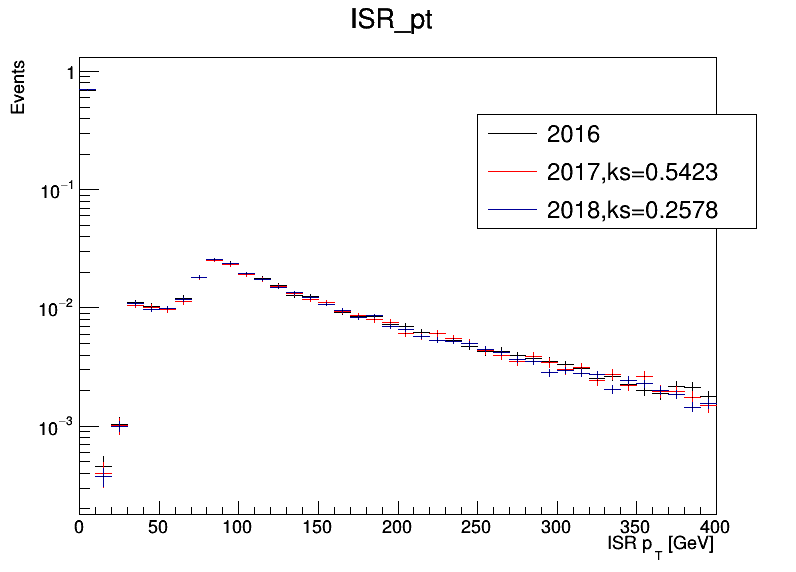 ISR_pt
Events
1
10^-1
10^-2
10^-3
2016
2017,ks=0.5423
2018,ks=0.2578
0 50 100 150 200 250 300 350 400
ISR p_T [GeV]